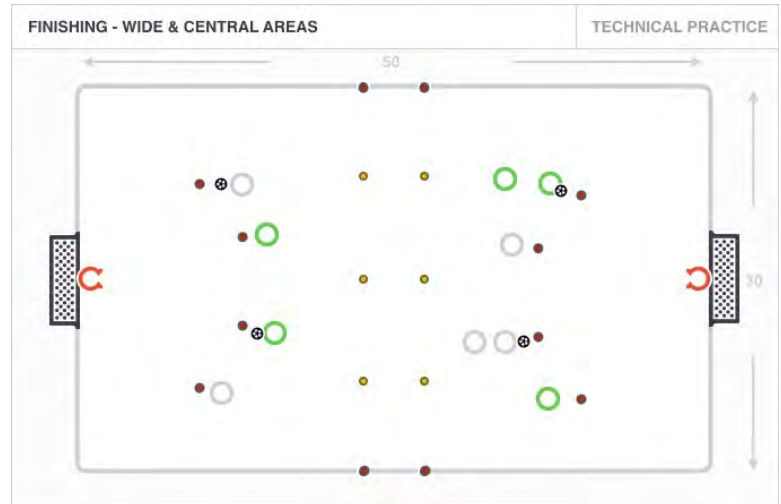 FINISHING - WIDE & CENTRAL AREAS
TECHNICAL PRACTICE
50
30